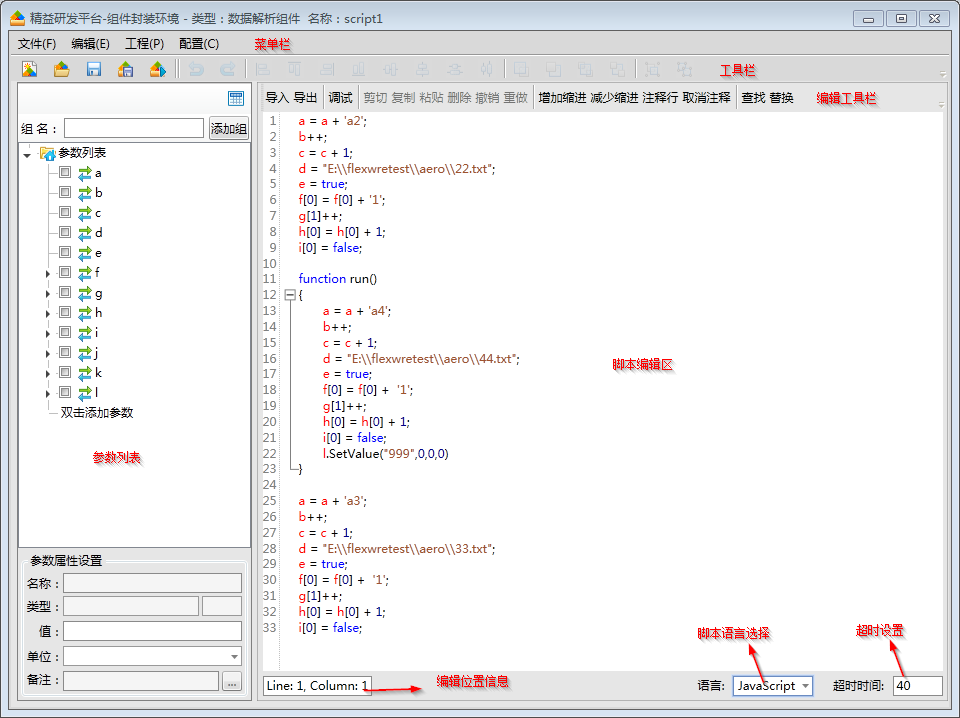 精益研发平台-组件封装环境 - 类型：数据解析组件  名称：script1
文件(F) 编辑(E) 工程(P) 配置(C) 菜单栏
工具栏
导入 导出 调试 剪切 复制 粘贴 删除 撤销 重做 增加缩进 减少缩进 注释行 取消注释 查找 替换 编辑工具栏
组 名： 添加组
参数列表
a
b
c
d
e
f
g
h
i
j
k
l
双击添加参数
参数列表
参数属性设置
名称：
类型：
值：
单位：
备注： ...
1 a = a + 'a2';
2 b++;
3 c = c + 1;
4 d = "E:\\flexwretest\\aero\\22.txt";
5 e = true;
6 f[0] = f[0] + '1';
7 g[1]++;
8 h[0] = h[0] + 1;
9 i[0] = false;
10
11 function run()
12 {
13 a = a + 'a4';
14 b++;
15 c = c + 1;
16 d = "E:\\flexwretest\\aero\\44.txt";
17 e = true;
18 f[0] = f[0] +  '1';
19 g[1]++;
20 h[0] = h[0] + 1;
21 i[0] = false;
22 l.SetValue("999",0,0,0)
23 }
24
25 a = a + 'a3';
26 b++;
27 c = c + 1;
28 d = "E:\\flexwretest\\aero\\33.txt";
29 e = true;
30 f[0] = f[0] +  '1';
31 g[1]++;
32 h[0] = h[0] + 1;
33 i[0] = false;
脚本编辑区
脚本语言选择
超时设置
Line: 1, Column: 1
编辑位置信息
语言: JavaScript 超时时间: 40